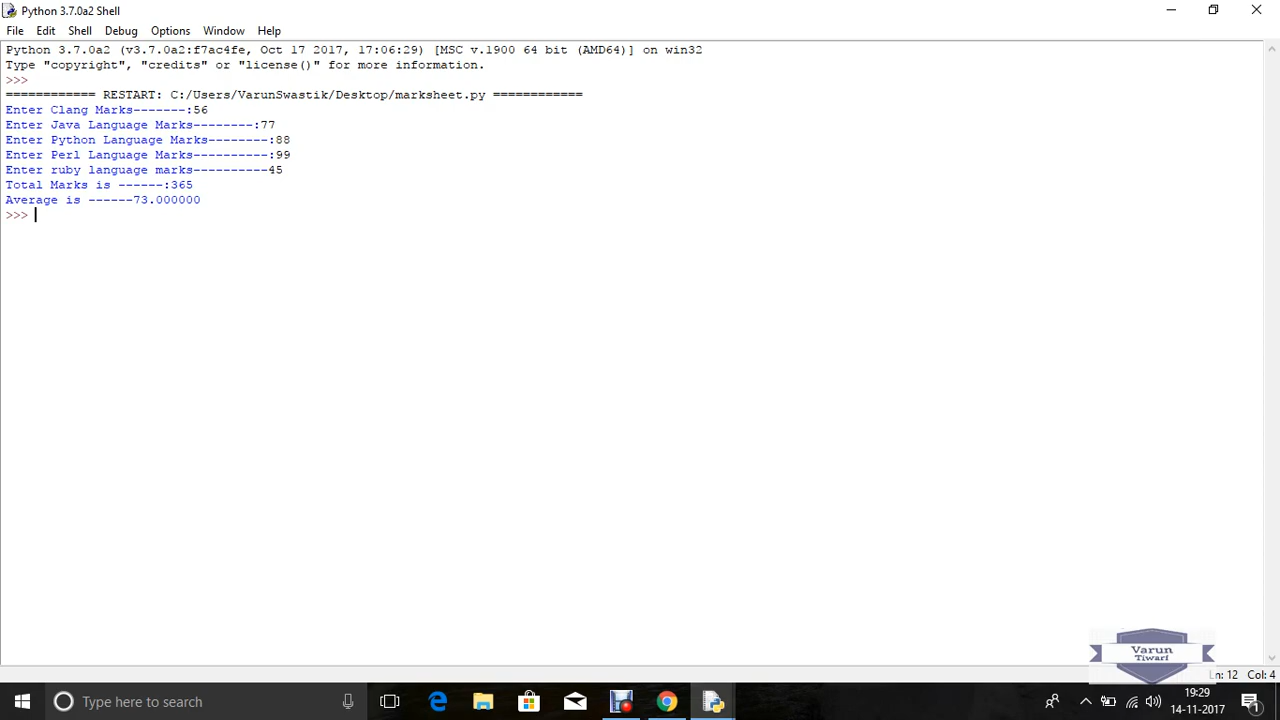 Python 3.7.0a2 Shell
File Edit Shell Debug Options Window Help
Python 3.7.0a2 (v3.7.0a2:f7ac4fe, Oct 17 2017, 17:06:29) [MSC v.1900 64 bit (AMD64)] on win32
Type "copyright", "credits" or "license()" for more information.
>>>
============ RESTART: C:/Users/VarunSwastik/Desktop/marksheet.py ============
Enter Clang Marks-------:56
Enter Java Language Marks--------:77
Enter Python Language Marks--------:88
Enter Perl Language Marks----------:99
Enter ruby language marks----------45
Total Marks is ------:365
Average is ------73.000000
>>>
Varun
Tiwari
Ln: 12 Col: 4
Type here to search
19:29
14-11-2017
1